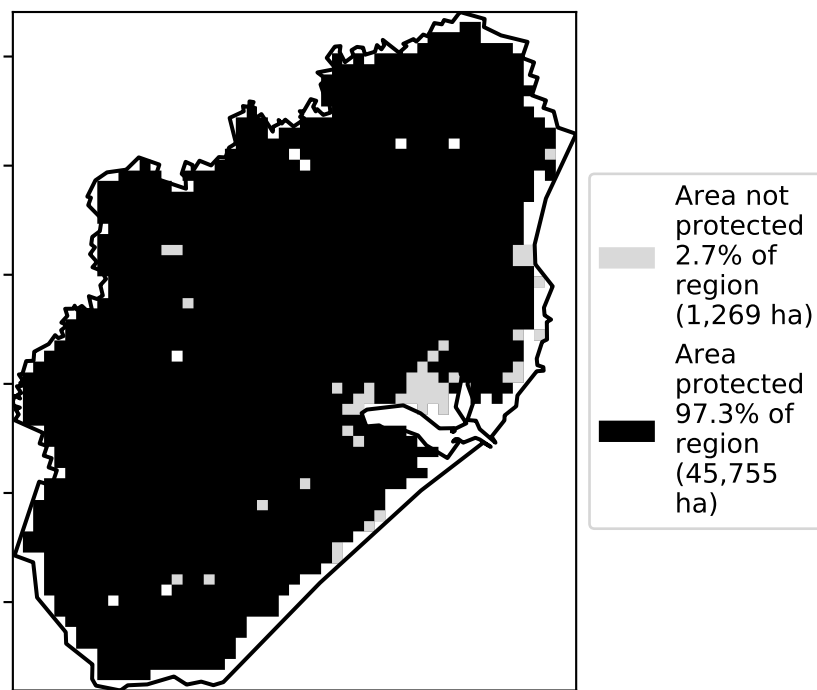 Area not
protected
2.7% of
region
(1,269 ha)
Area
protected
97.3% of
region
(45,755
ha)